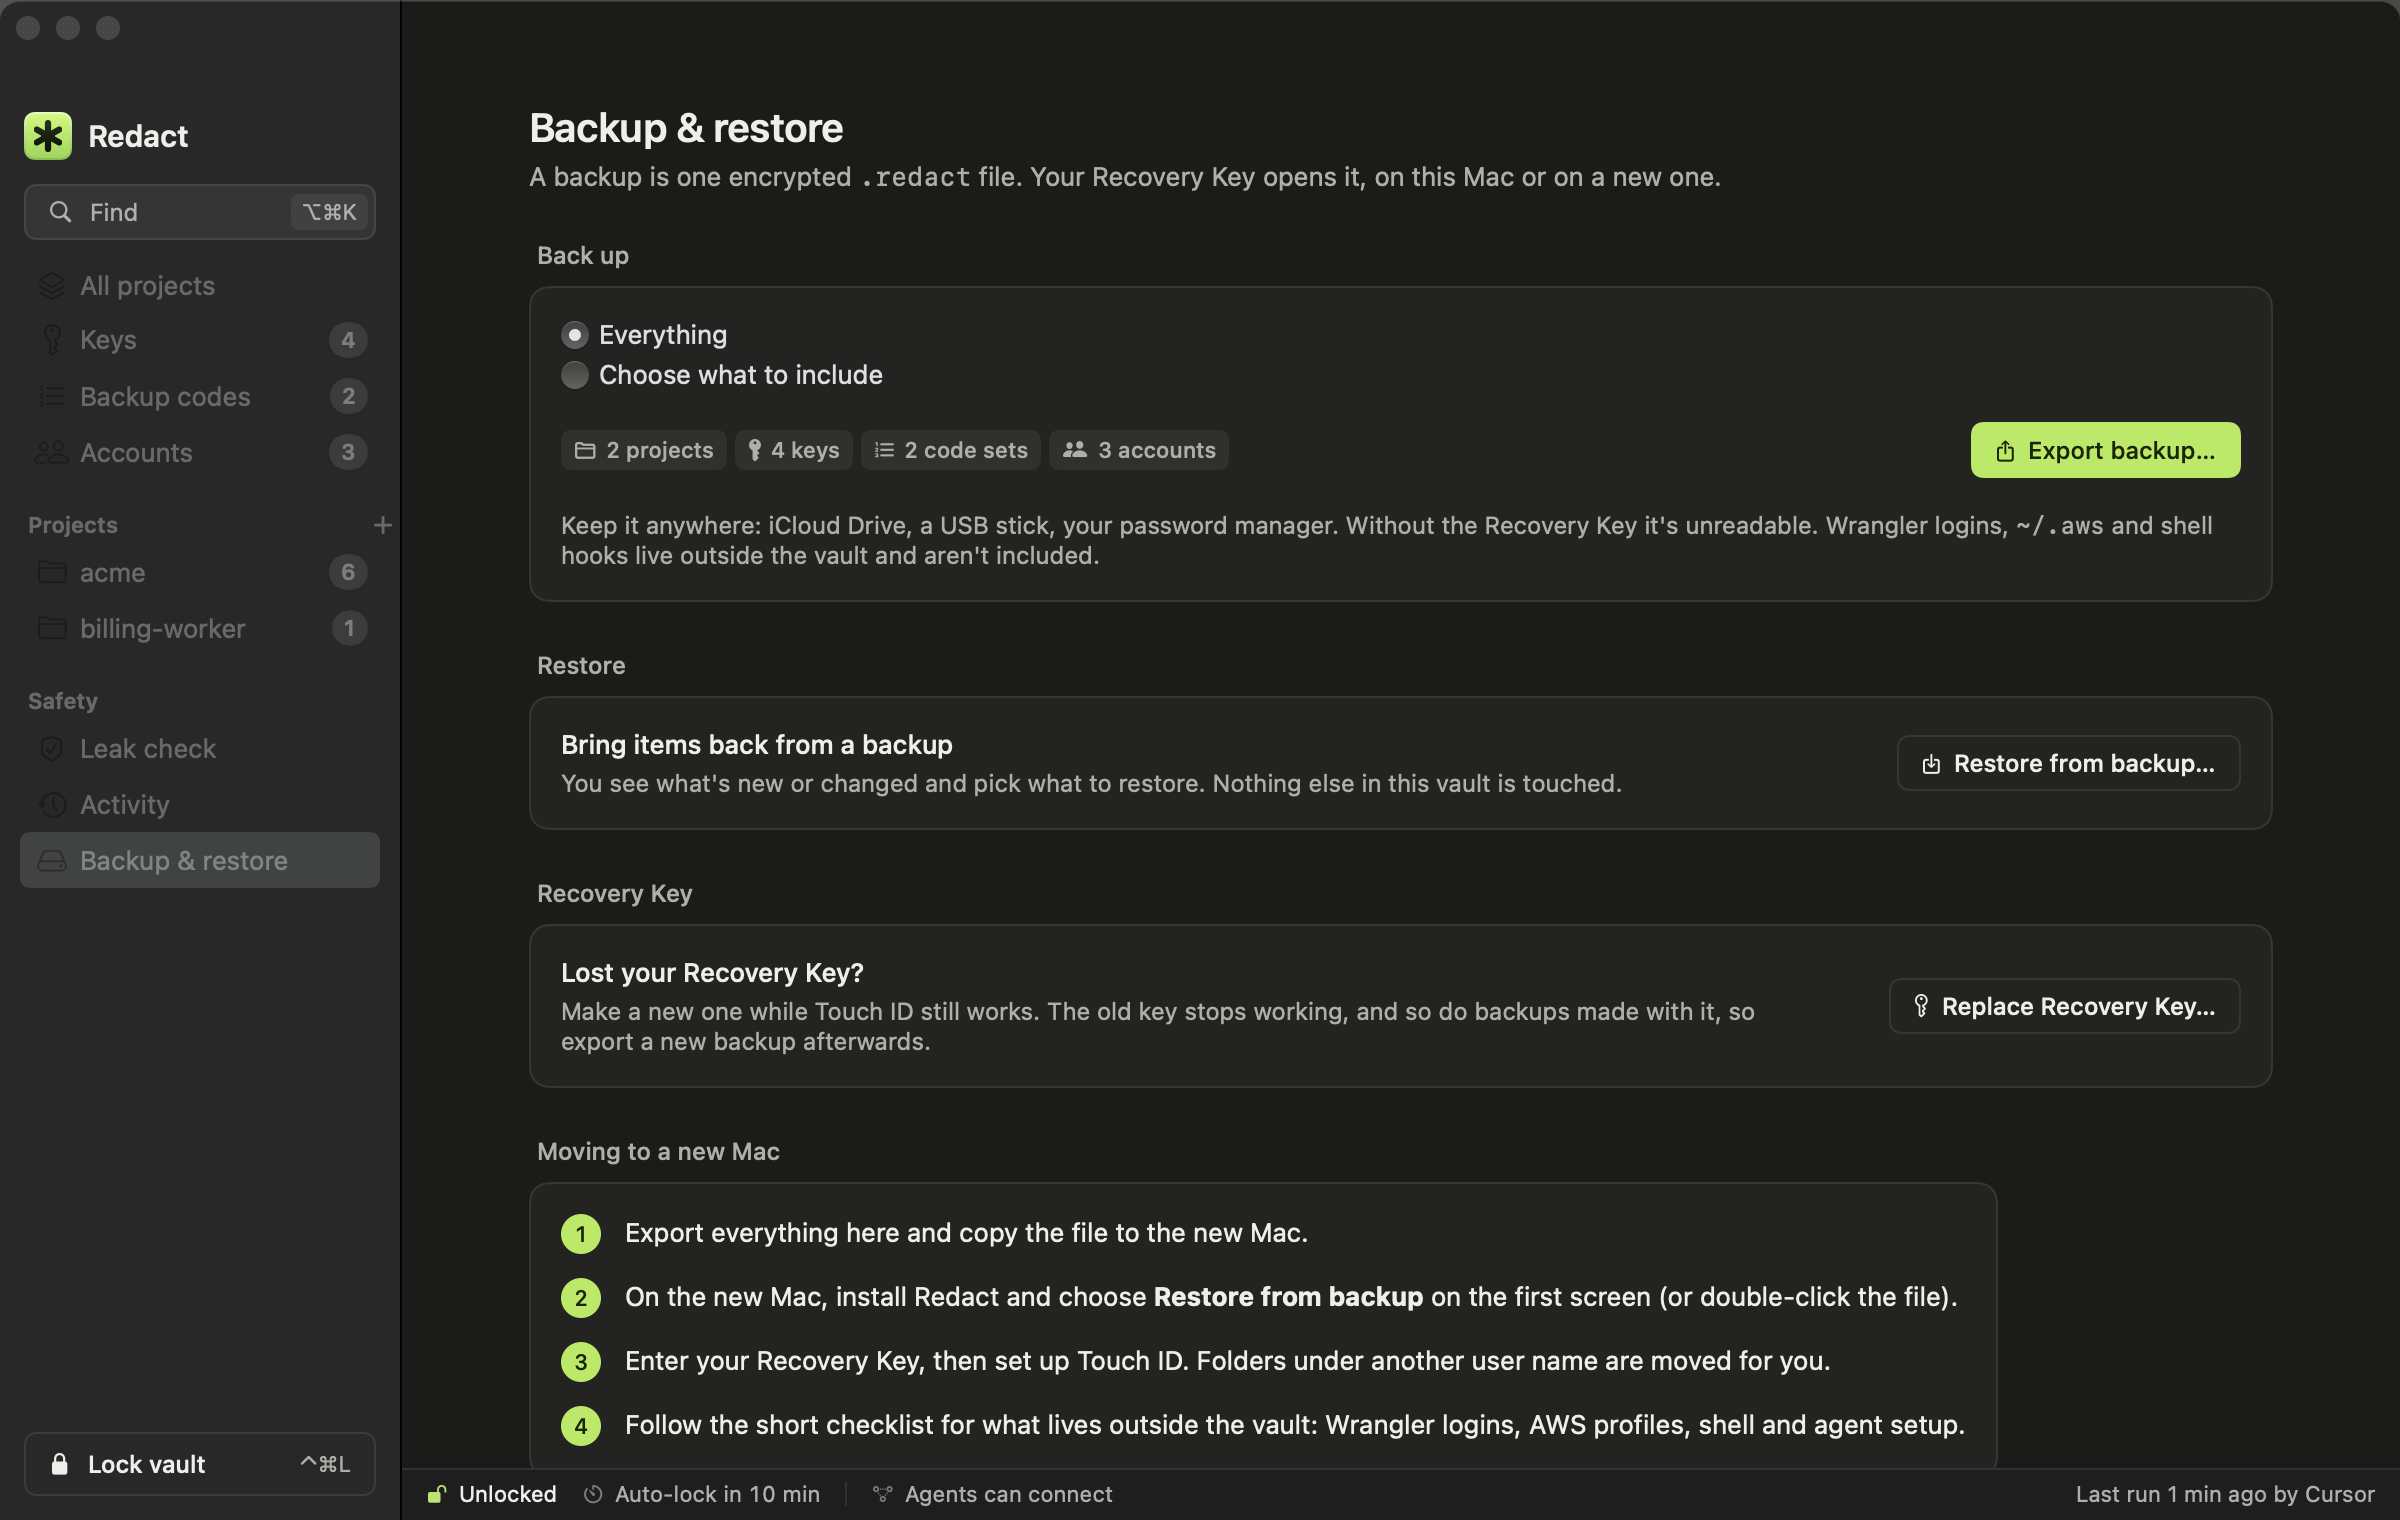 Redact
Find ⌥⌘K
All projects
Keys 4
Backup codes 2
Accounts 3
Projects +
acme 6
billing-worker 1
Safety
Leak check
Activity
Backup & restore
Lock vault ^⌘L
Backup & restore
A backup is one encrypted .redact file. Your Recovery Key opens it, on this Mac or on a new one.
Back up
Everything
Choose what to include
2 projects 4 keys 2 code sets 3 accounts
Export backup...
Keep it anywhere: iCloud Drive, a USB stick, your password manager. Without the Recovery Key it's unreadable. Wrangler logins, ~/.aws and shell
hooks live outside the vault and aren't included.
Restore
Bring items back from a backup
You see what's new or changed and pick what to restore. Nothing else in this vault is touched.
Restore from backup...
Recovery Key
Lost your Recovery Key?
Make a new one while Touch ID still works. The old key stops working, and so do backups made with it, so
export a new backup afterwards.
Replace Recovery Key...
Moving to a new Mac
1 Export everything here and copy the file to the new Mac.
2 On the new Mac, install Redact and choose Restore from backup on the first screen (or double-click the file).
3 Enter your Recovery Key, then set up Touch ID. Folders under another user name are moved for you.
4 Follow the short checklist for what lives outside the vault: Wrangler logins, AWS profiles, shell and agent setup.
Unlocked Auto-lock in 10 min Agents can connect Last run 1 min ago by Cursor